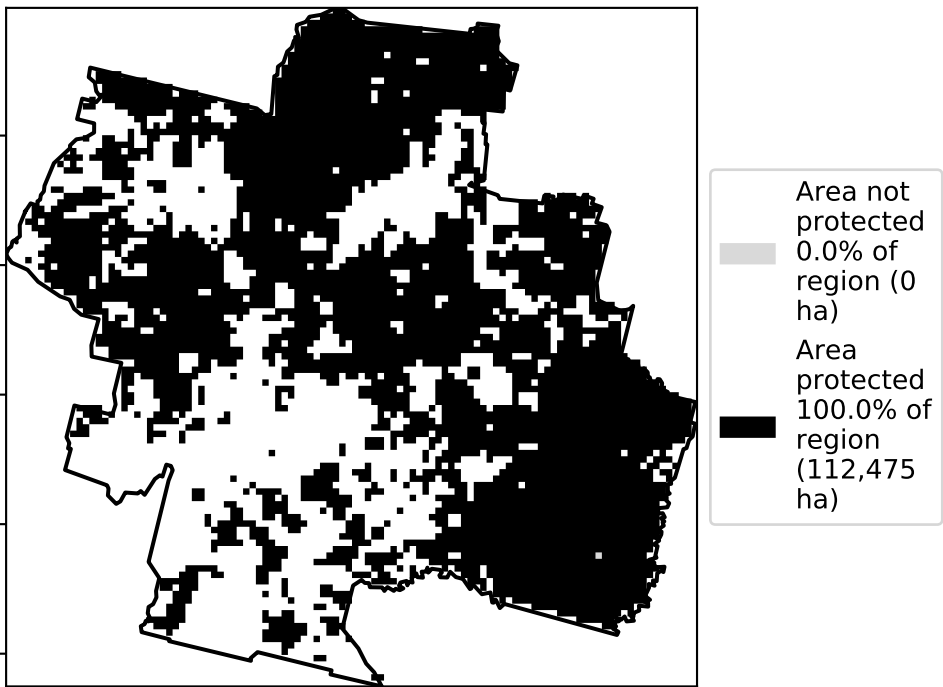 Area not
protected
0.0% of
region (0
ha)
Area
protected
100.0% of
region
(112,475
ha)